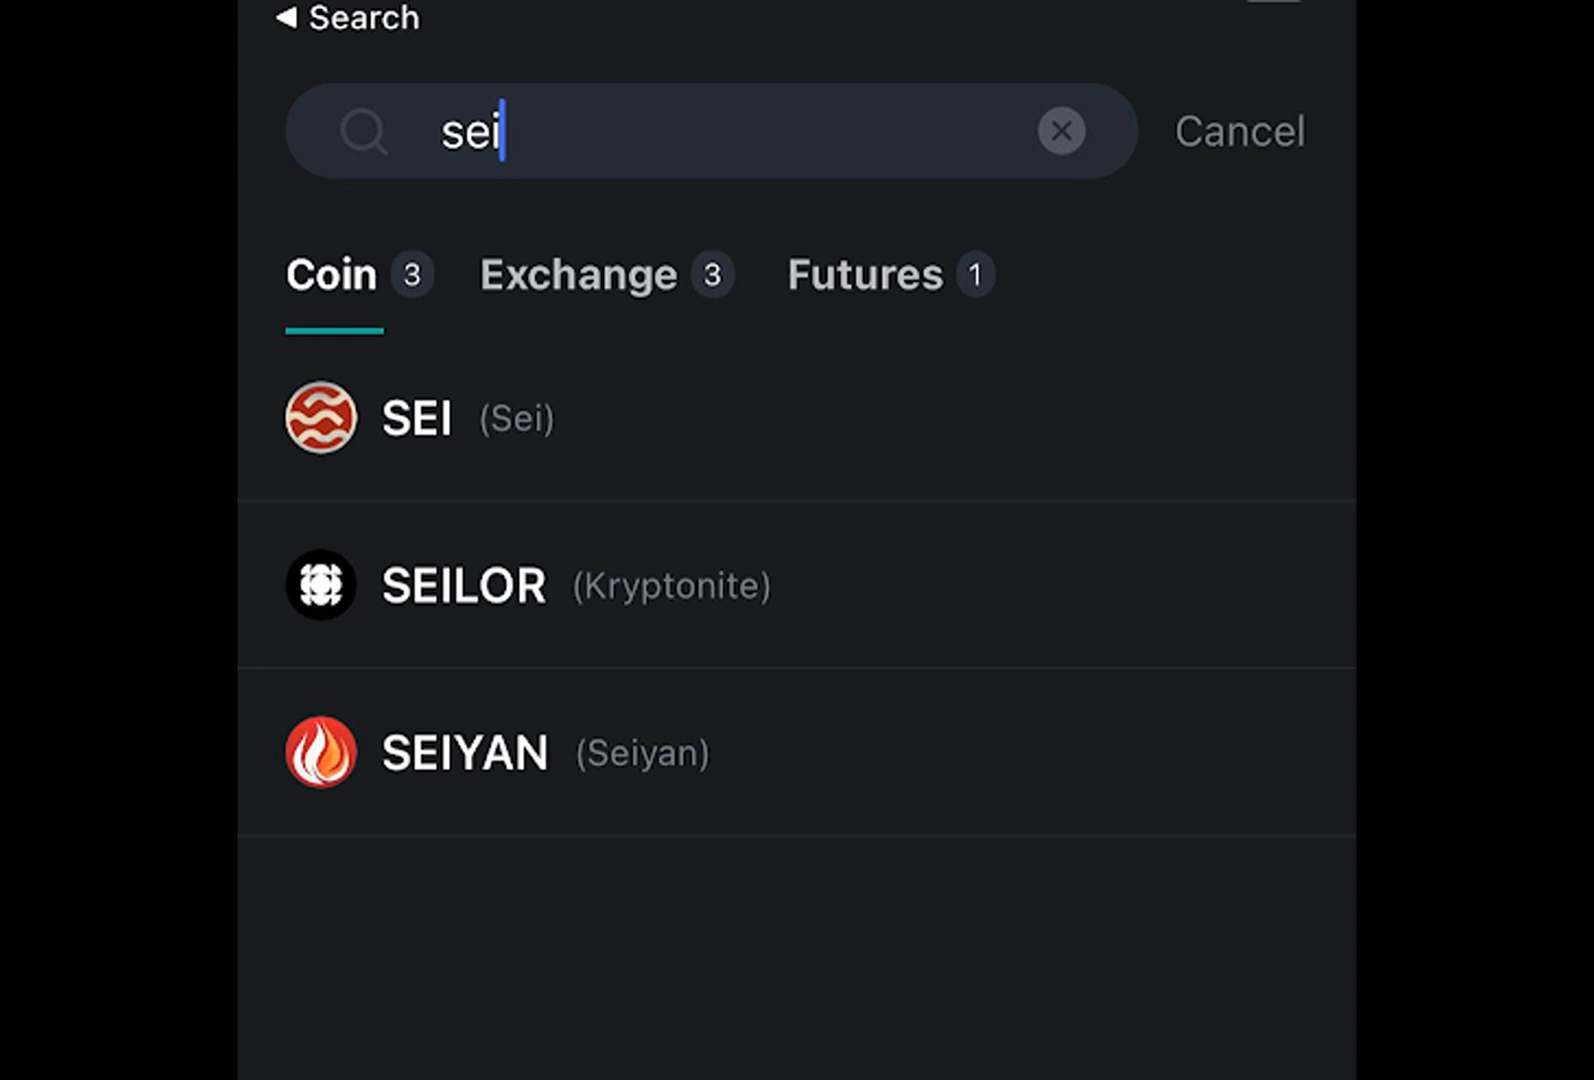 ◀ Search
sei
Cancel
Coin 3 Exchange 3 Futures 1
SEI (Sei)
SEILOR (Kryptonite)
SEIYAN (Seiyan)